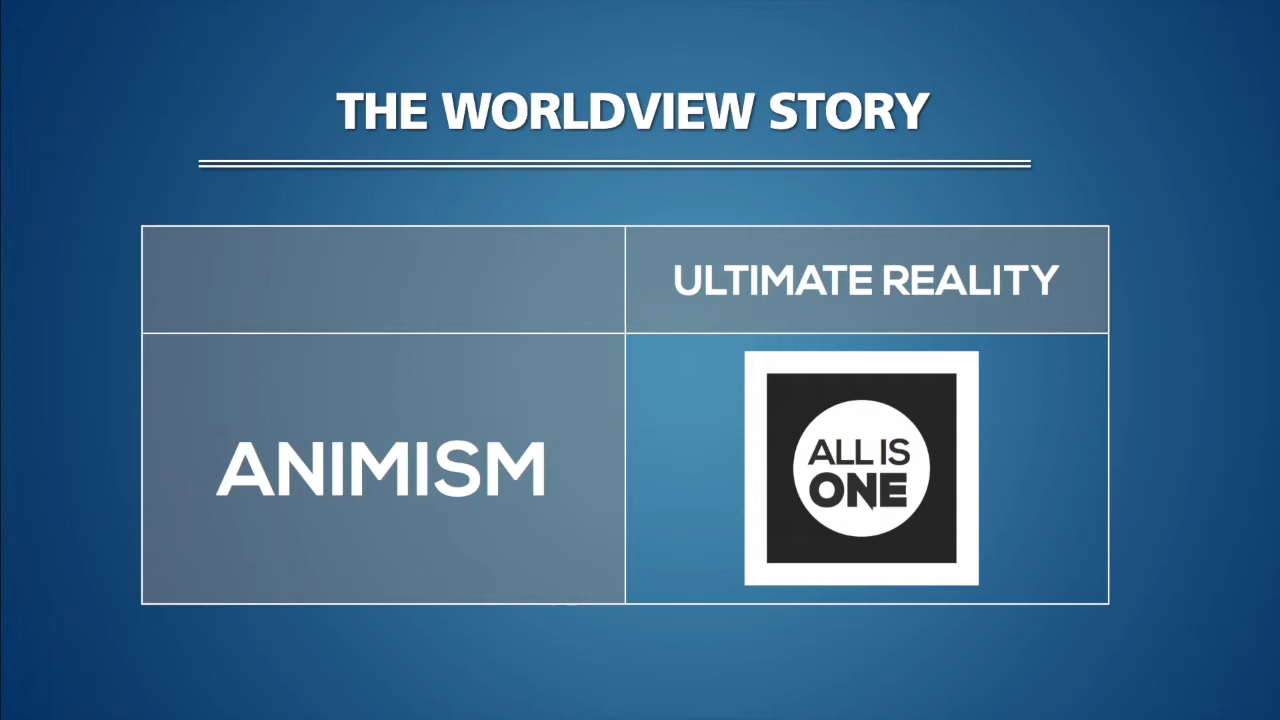 THE WORLDVIEW STORY
ULTIMATE REALITY
ANIMISM
ALL IS
ONE